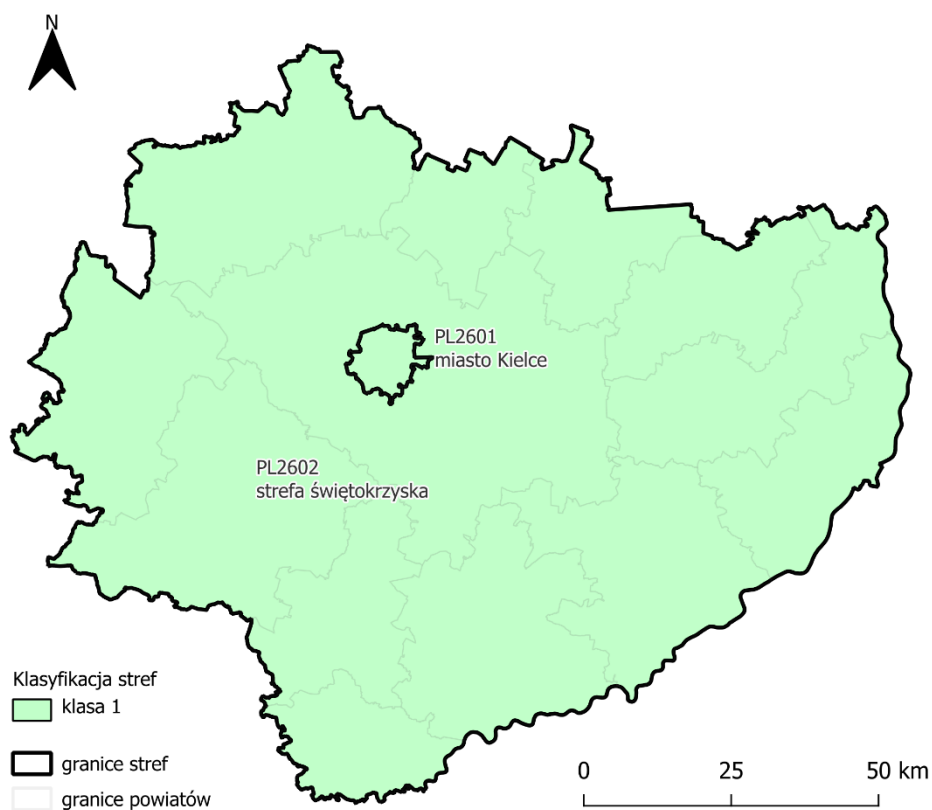 N
PL2601
miasto Kielce
PL2602
strefa świętokrzyska
Klasyfikacja stref
klasa 1
granice stref
granice powiatów
0 25 50 km